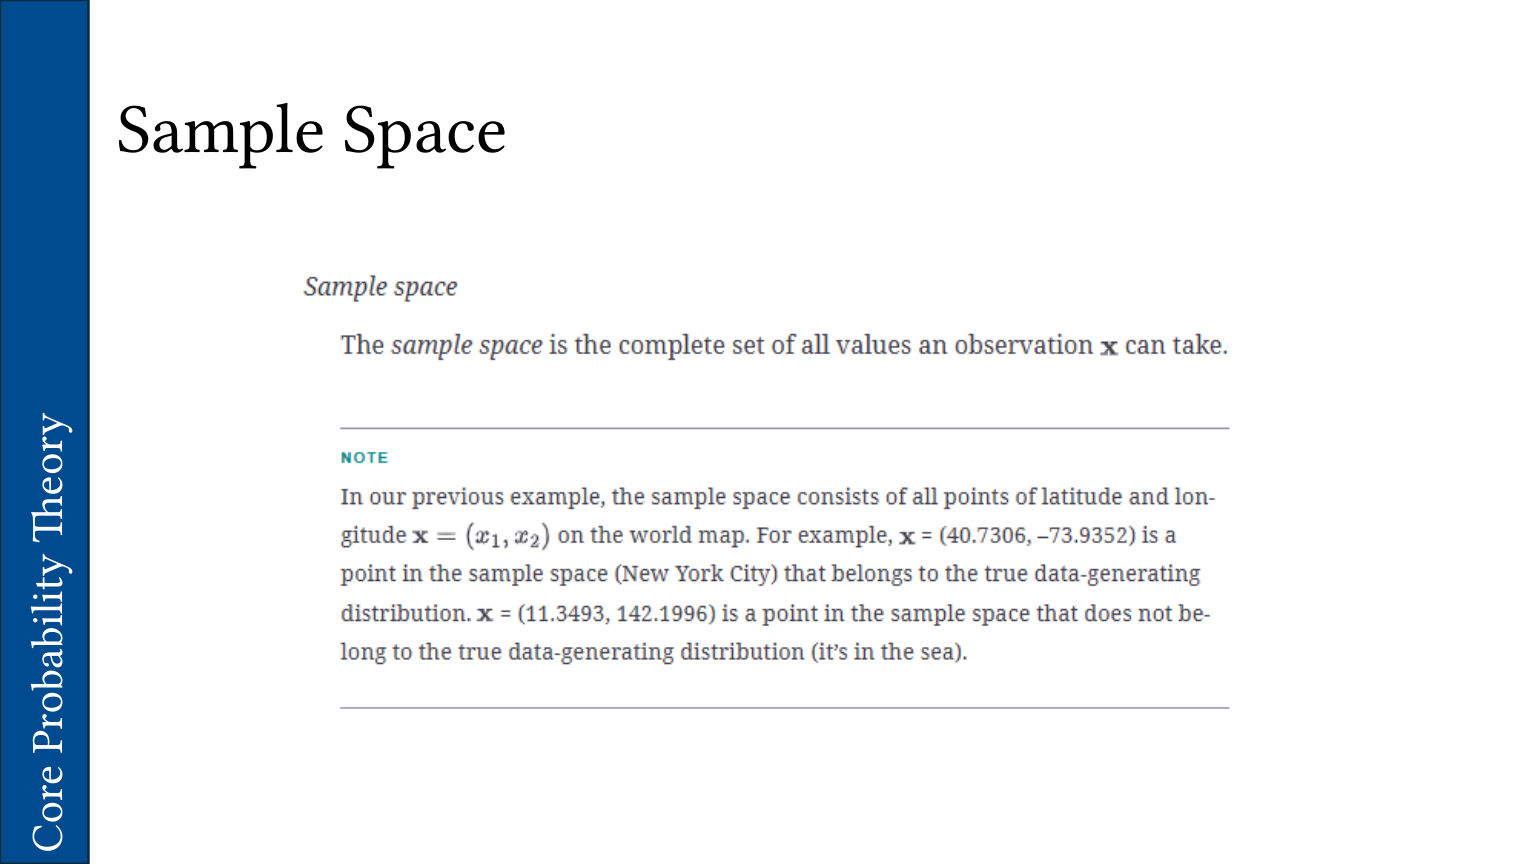 Core Probability Theory
Sample Space
Sample space
The sample space is the complete set of all values an observation x can take.
NOTE
In our previous example, the sample space consists of all points of latitude and lon-
gitude x = (x₁, x₂) on the world map. For example, x = (40.7306, –73.9352) is a
point in the sample space (New York City) that belongs to the true data-generating
distribution. x = (11.3493, 142.1996) is a point in the sample space that does not be-
long to the true data-generating distribution (it’s in the sea).